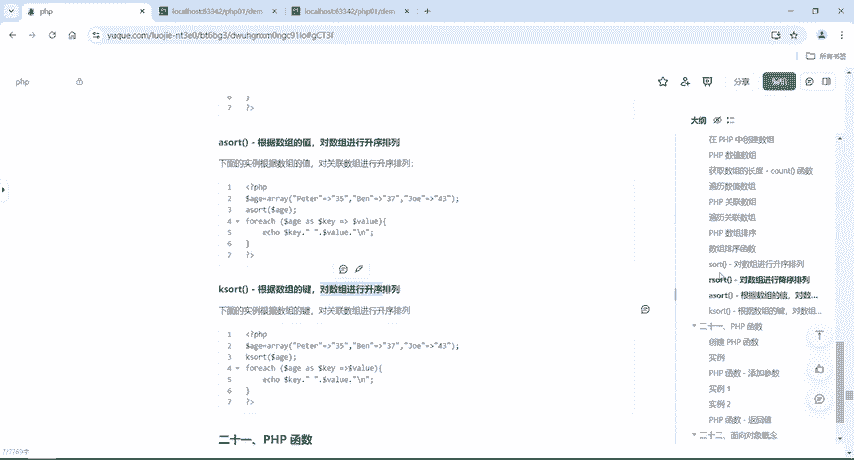 php
localhost:63342/php01/dem
localhost:63342/php01/dem
yuque.com/luojie-nt3e0/bt6bg3/dwuhgnxm0ngc91io#gCT3f
所有书签
php
分享
大纲
7 ?>
asort() - 根据数组的值，对数组进行升序排列
下面的实例根据数组的值，对关联数组进行升序排列：
1 <?php
2 $age=array("Peter"=>"35","Ben"=>"37","Joe"=>"43");
3 asort($age);
4 foreach ($age as $key => $value){
5 echo $key." ".$value."\n";
6 }
7 ?>
ksort() - 根据数组的键，对数组进行升序排列
下面的实例根据数组的键，对关联数组进行升序排列
1 <?php
2 $age=array("Peter"=>"35","Ben"=>"37","Joe"=>"43");
3 ksort($age);
4 foreach ($age as $key =>$value){
5 echo $key." ".$value."\n";
6 }
7 ?>
二十一、PHP 函数
在 PHP 中创建数组
PHP 数值数组
获取数组的长度 - count() 函数
遍历数值数组
PHP 关联数组
遍历关联数组
PHP 数组排序
数组排序函数
sort() - 对数组进行升序排列
rsort() - 对数组进行降序排列
asort() - 根据数组的值，对数...
ksort() - 根据数组的键，对数组...
二十一、PHP 函数
创建 PHP 函数
实例
PHP 函数 - 添加参数
实例 1
实例 2
PHP 函数 - 返回值
二十二、面向对象概念